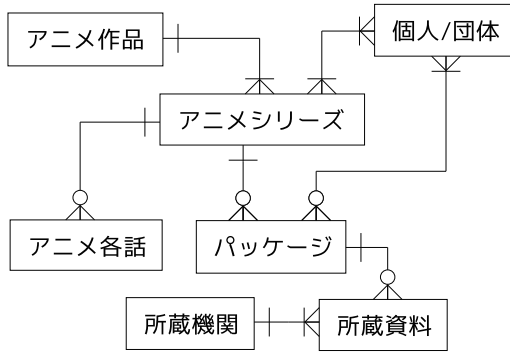 アニメ作品
個人/団体
アニメシリーズ
アニメ各話
パッケージ
所蔵機関
所蔵資料